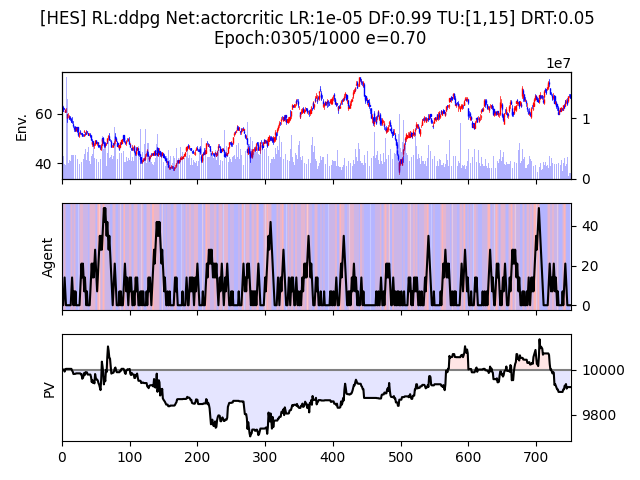 [HES] RL:ddpg Net:actorcritic LR:1e-05 DF:0.99 TU:[1,15] DRT:0.05
Epoch:0305/1000 e=0.70
1e7
Env.
60
40
1
0
Agent
40
20
0
PV
10000
9800
0 100 200 300 400 500 600 700